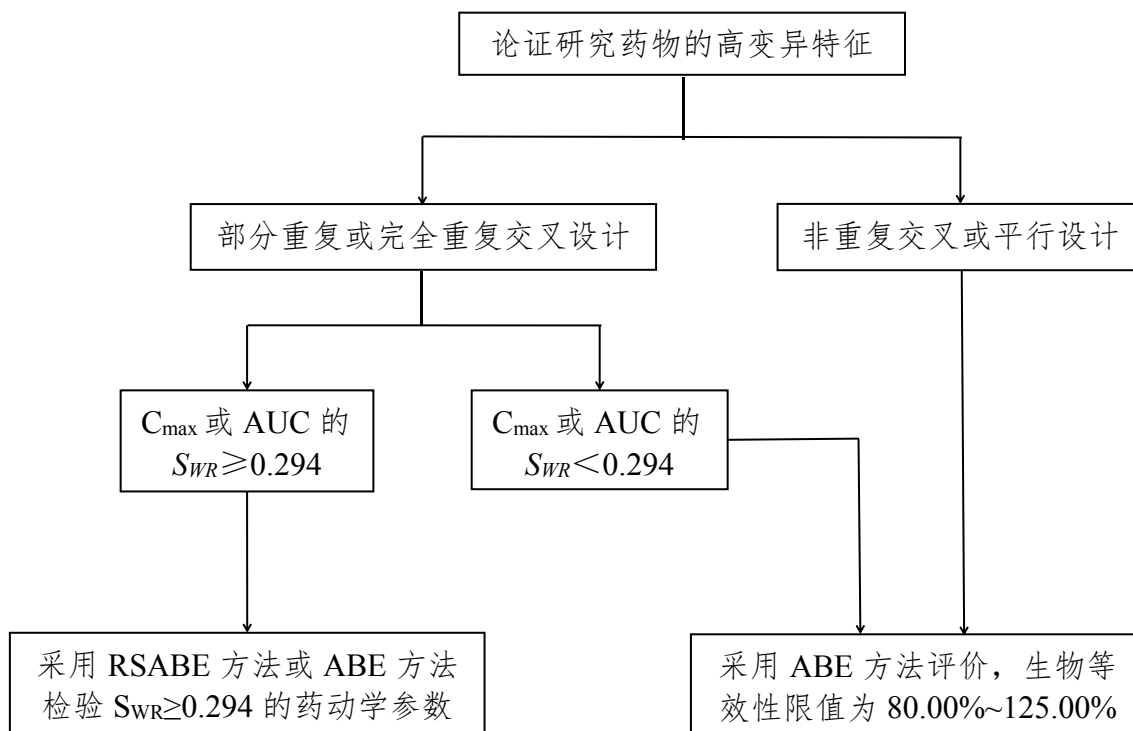 论证研究药物的高变异特征
部分重复或完全重复交叉设计
非重复交叉或平行设计
Cmax 或 AUC 的
SWR≥0.294
Cmax 或 AUC 的
SWR＜0.294
采用 RSABE 方法或 ABE 方法
检验 SWR≥0.294 的药动学参数
采用 ABE 方法评价，生物等
效性限值为 80.00%~125.00%